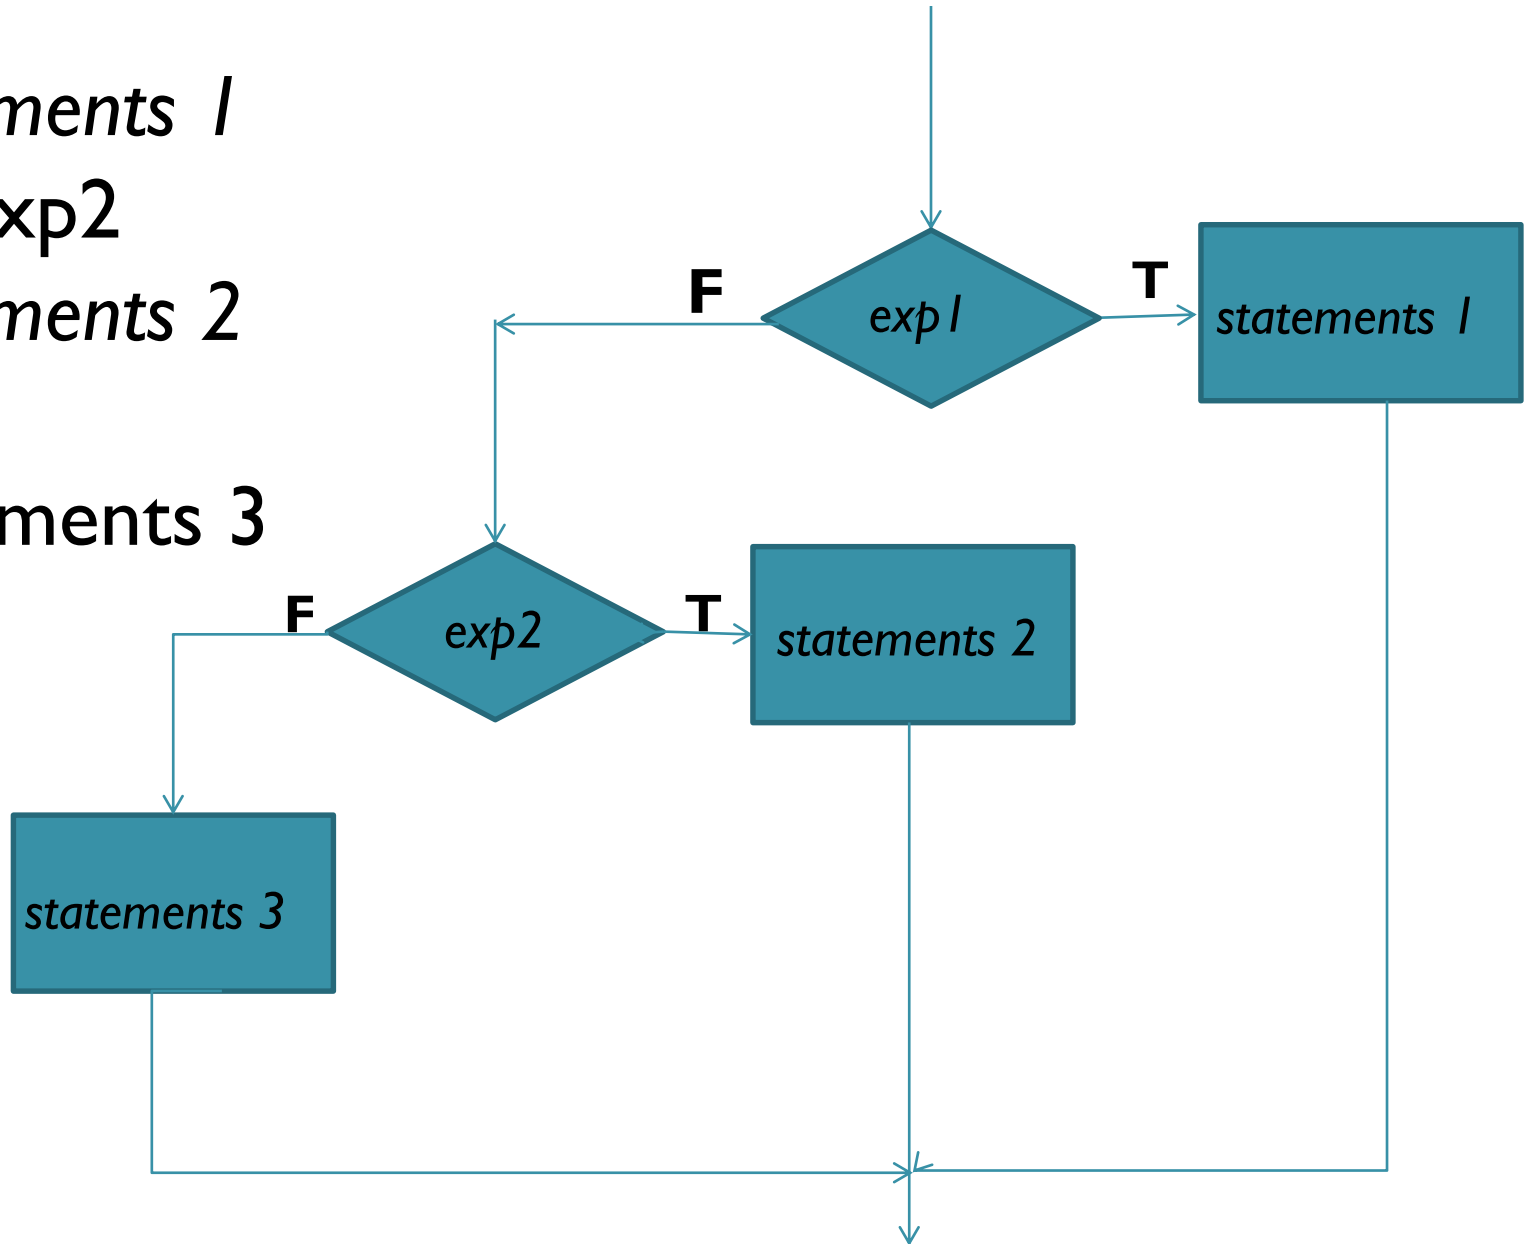 ments 1
xp2
ments 2
ments 3
F
exp1
T
statements 1
F
exp2
T
statements 2
statements 3